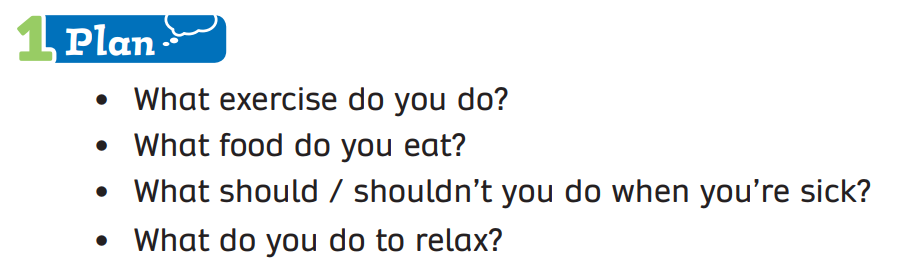 1 Plan
• What exercise do you do?
• What food do you eat?
• What should / shouldn't you do when you're sick?
• What do you do to relax?